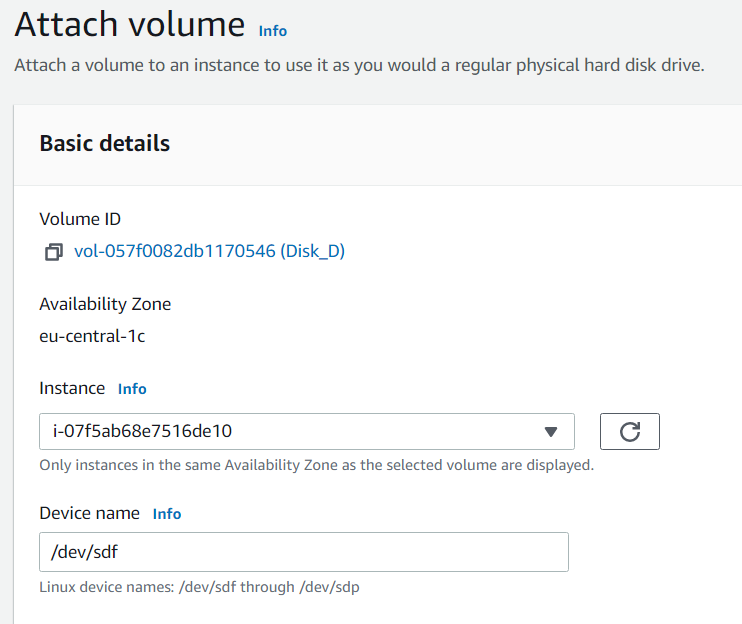 Attach volume Info
Attach a volume to an instance to use it as you would a regular physical hard disk drive.
Basic details
Volume ID
vol-057f0082db1170546 (Disk_D)
Availability Zone
eu-central-1c
Instance Info
i-07f5ab68e7516de10
Only instances in the same Availability Zone as the selected volume are displayed.
Device name Info
/dev/sdf
Linux device names: /dev/sdf through /dev/sdp